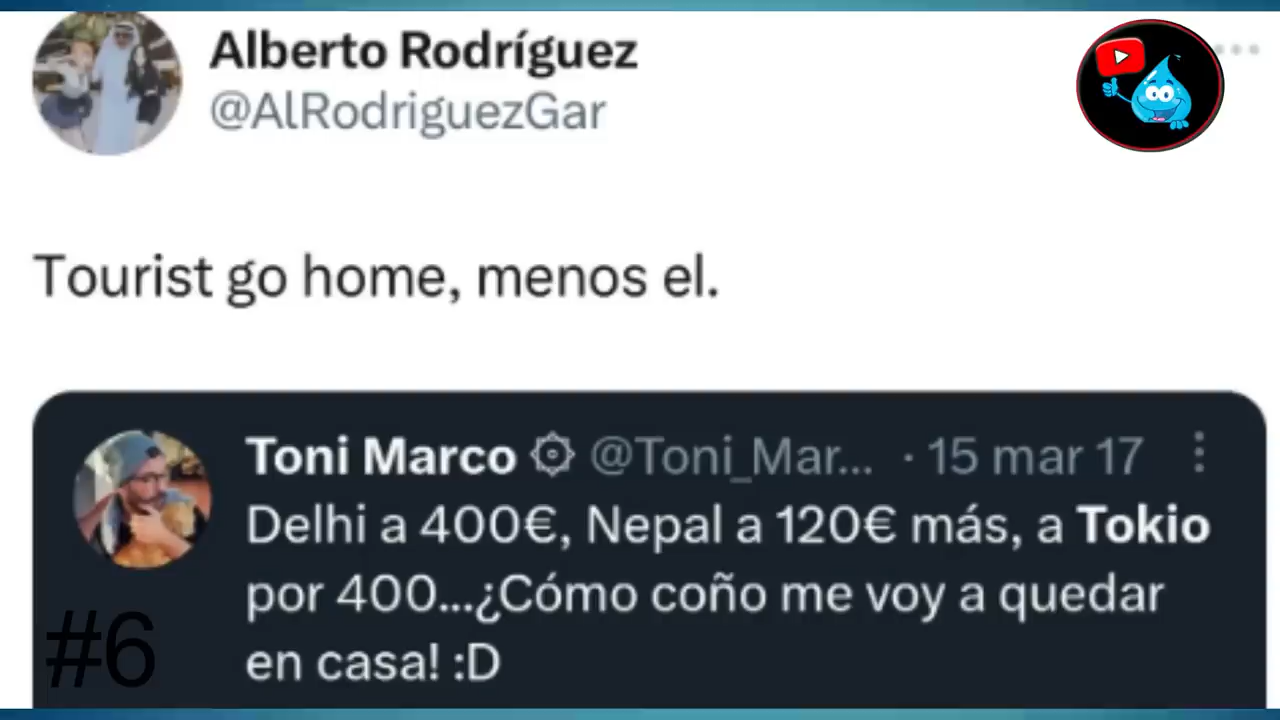 Alberto Rodríguez
@AlRodriguezGar
Tourist go home, menos el.
Toni Marco @Toni_Mar... · 15 mar 17
Delhi a 400€, Nepal a 120€ más, a Tokio
por 400...¿Cómo coño me voy a quedar
en casa! :D
#6